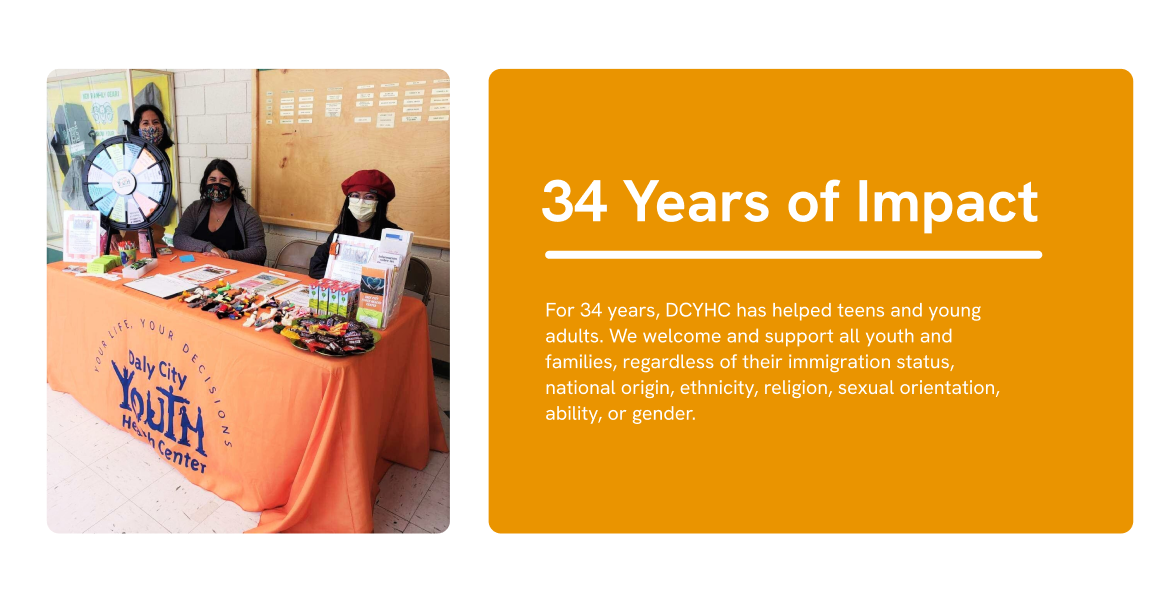 YOUR LIFE, YOUR DECISIONS
Daly City
YOUTH
Health Center
34 Years of Impact
For 34 years, DCYHC has helped teens and young
adults. We welcome and support all youth and
families, regardless of their immigration status,
national origin, ethnicity, religion, sexual orientation,
ability, or gender.